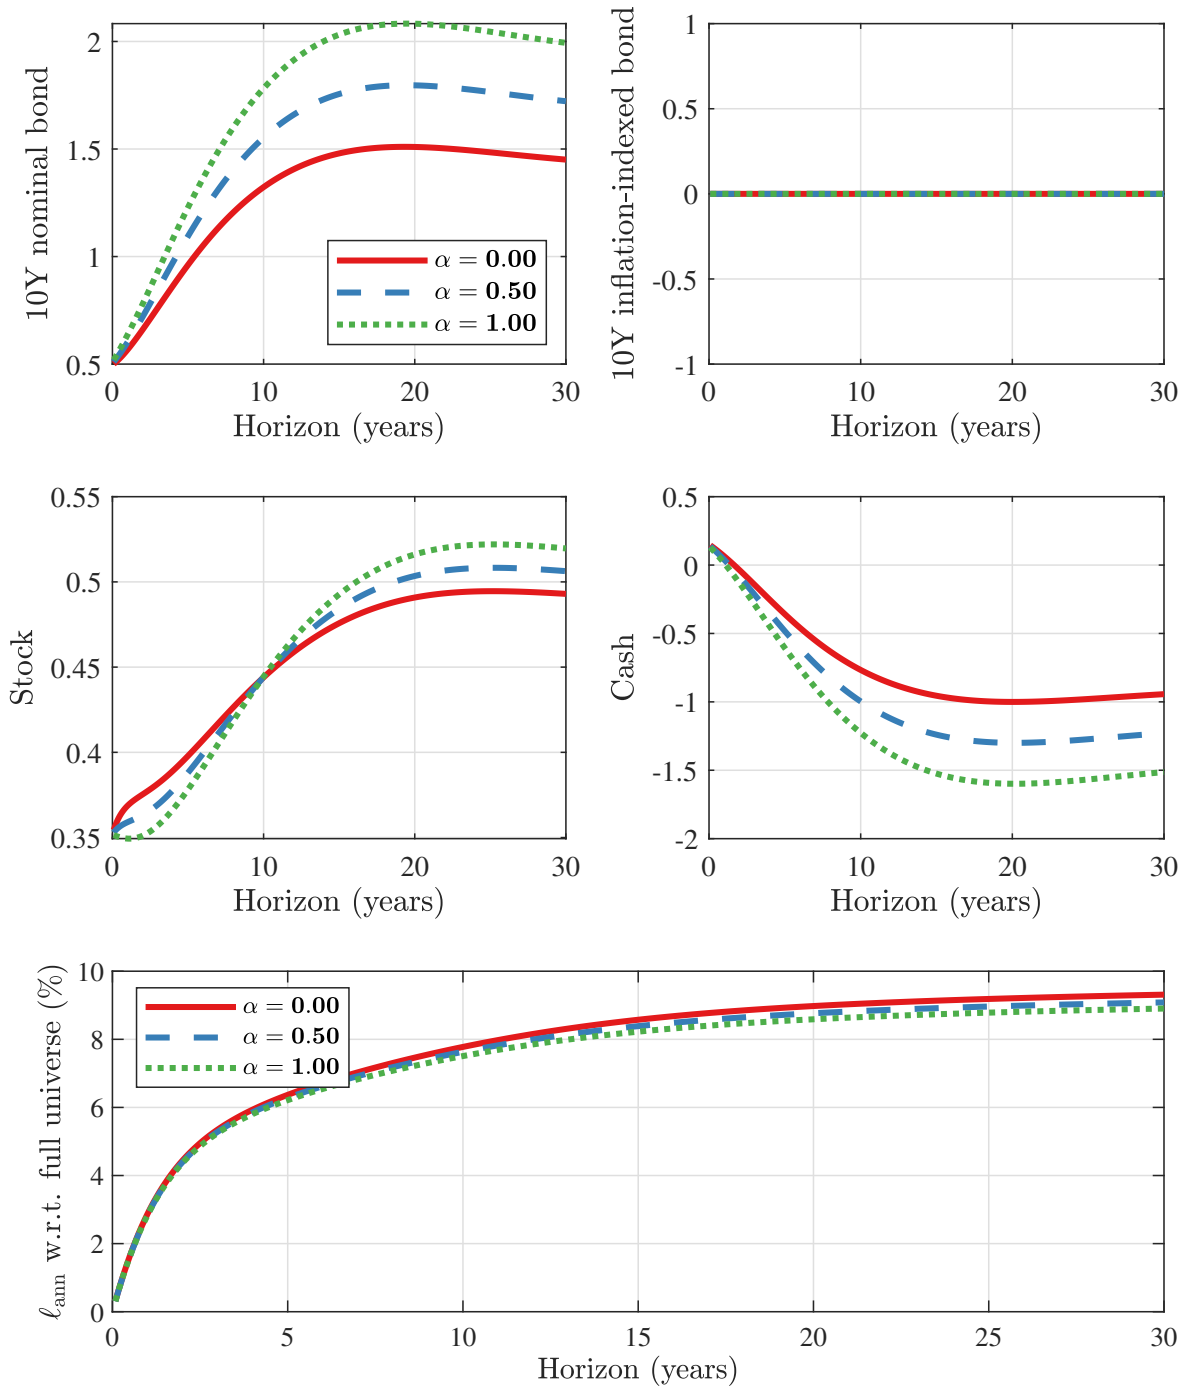 10Y nominal bond
2
1.5
1
0.5
0 10 20 30
Horizon (years)
α = 0.00
α = 0.50
α = 1.00
10Y inflation-indexed bond
1
0.5
0
-0.5
-1
0 10 20 30
Horizon (years)
Stock
0.55
0.5
0.45
0.4
0.35
0 10 20 30
Horizon (years)
Cash
0.5
0
-0.5
-1
-1.5
-2
0 10 20 30
Horizon (years)
ℓann w.r.t. full universe (%)
10
8
6
4
2
0
0 5 10 15 20 25 30
Horizon (years)
α = 0.00
α = 0.50
α = 1.00